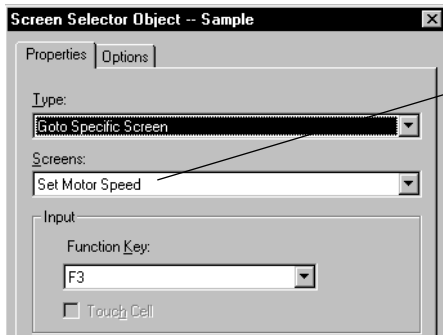 Screen Selector Object -- Sample
Properties Options
Type:
Goto Specific Screen
Screens:
Set Motor Speed
Input
Function Key:
F3
Touch Cell